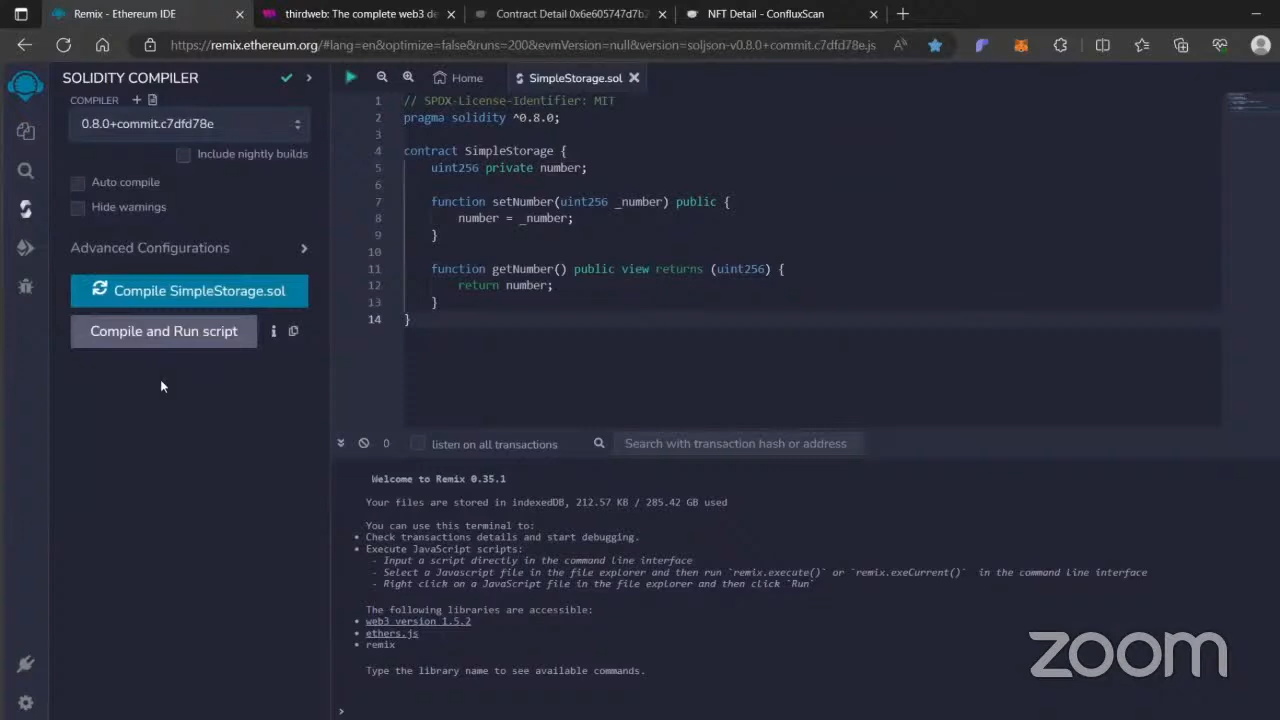 Remix - Ethereum IDE
thirdweb: The complete web3 de
Contract Detail 0x6e605747d7b2
NFT Detail - ConfluxScan
https://remix.ethereum.org/#lang=en&optimize=false&runs=200&evmVersion=null&version=soljson-v0.8.0+commit.c7dfd78e.js
SOLIDITY COMPILER
COMPILER
0.8.0+commit.c7dfd78e
Include nightly builds
Auto compile
Hide warnings
Advanced Configurations
Compile SimpleStorage.sol
Compile and Run script
Home
SimpleStorage.sol
1 // SPDX-License-Identifier: MIT
2 pragma solidity ^0.8.0;
3
4 contract SimpleStorage {
5 uint256 private number;
6
7 function setNumber(uint256 _number) public {
8 number = _number;
9 }
10
11 function getNumber() public view returns (uint256) {
12 return number;
13 }
14 }
0
listen on all transactions
Search with transaction hash or address
Welcome to Remix 0.35.1
Your files are stored in indexedDB, 212.57 KB / 285.42 GB used
You can use this terminal to:
• Check transactions details and start debugging.
• Execute JavaScript scripts:
- Input a script directly in the command line interface
- Select a Javascript file in the file explorer and then run `remix.execute()` or `remix.exeCurrent()` in the command line interface
- Right click on a JavaScript file in the file explorer and then click `Run`
The following libraries are accessible:
• web3 version 1.5.2
• ethers.js
• remix
Type the library name to see available commands.
>
zoom